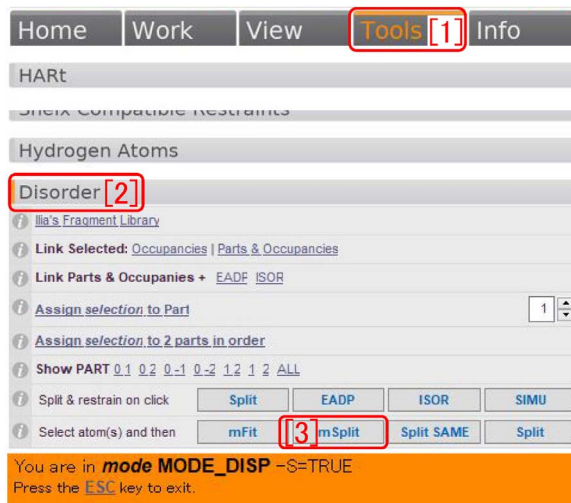 Home Work View Tools [1] Info
HARt
Shelx Compatible Restraints
Hydrogen Atoms
Disorder [2]
Ilia's Fragment Library
Link Selected: Occupancies | Parts & Occupancies
Link Parts & Occupanies + EADP ISOR
Assign selection to Part 1
Assign selection to 2 parts in order
Show PART 0 1 0 2 0 -1 0 -2 1 2 1 2 ALL
Split & restrain on click Split EADP ISOR SIMU
Select atom(s) and then mFit [3] mSplit Split SAME Split
You are in mode MODE_DISP -S=TRUE
Press the ESC key to exit.